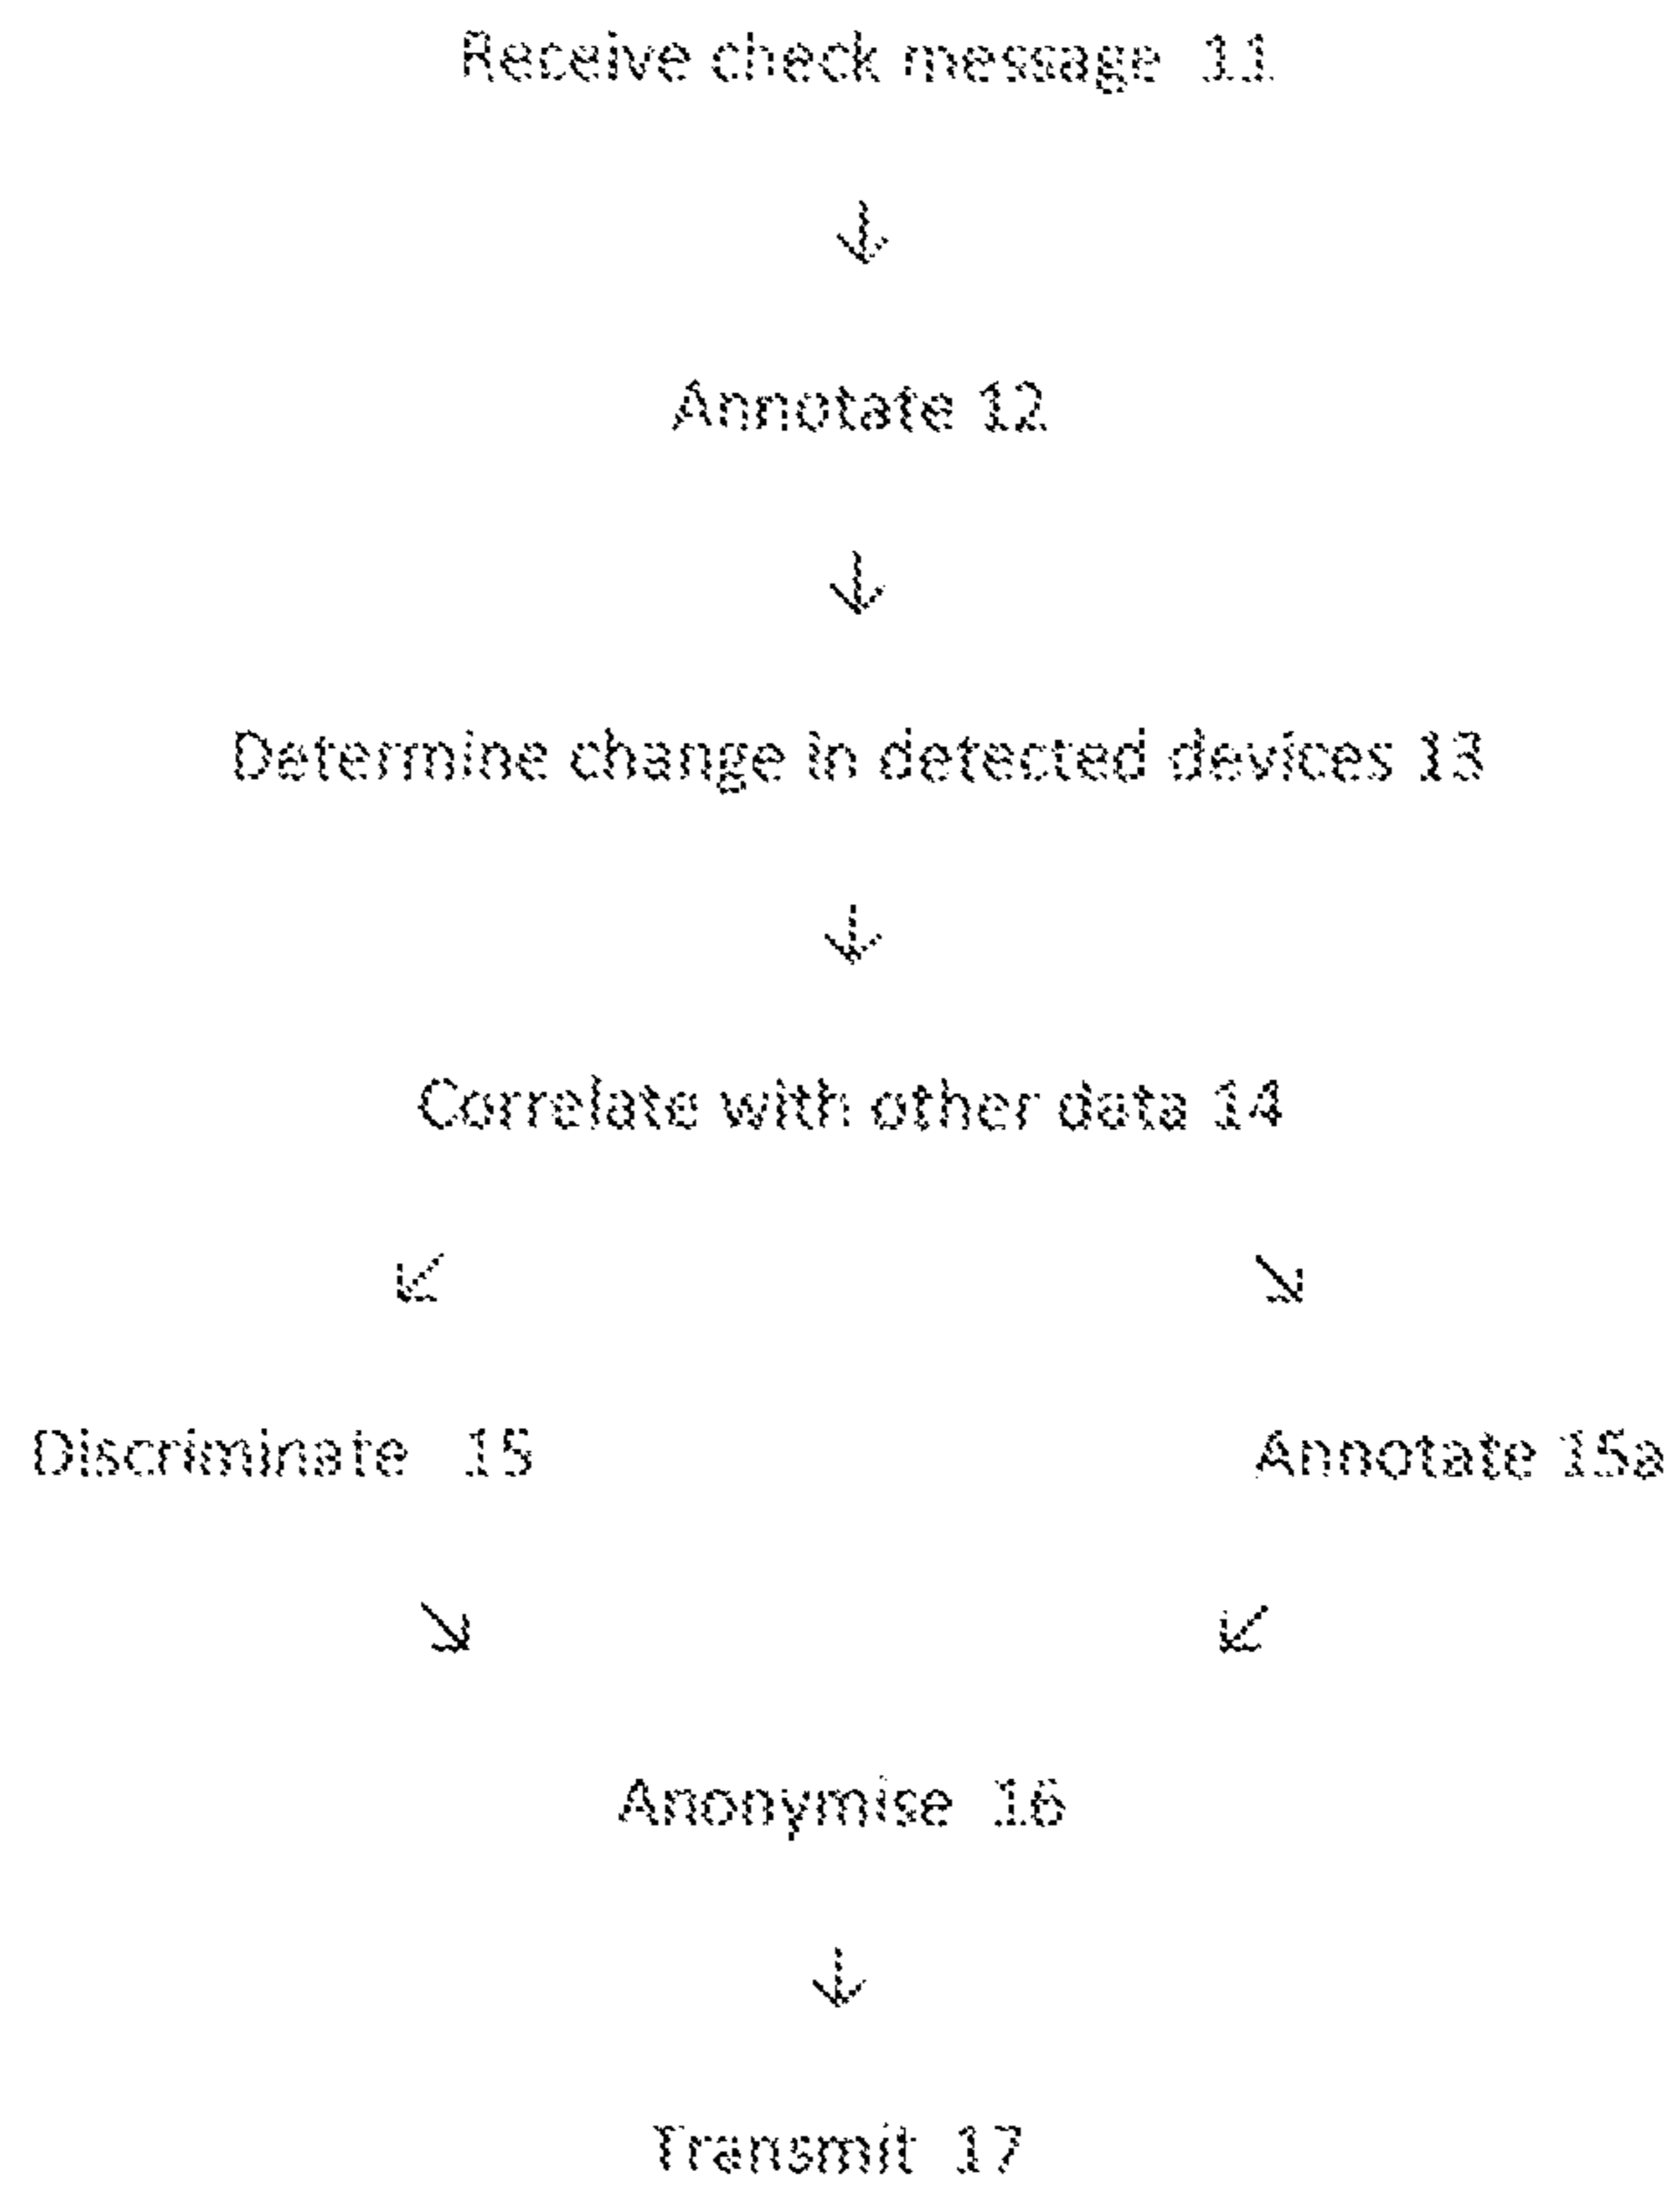 Receive check message 11
↓
Annotate 12
↓
Determine change in detected devices 13
↓
Correlate with other data 14
↙ ↘
Discriminate 15 Annotate 15a
↘ ↙
Anonymise 16
↓
Transmit 17